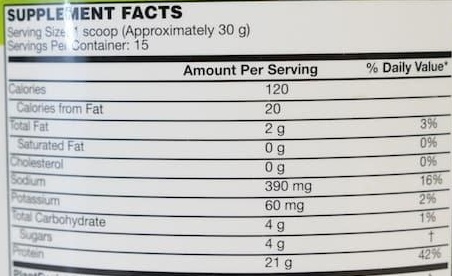 SUPPLEMENT FACTS
Serving Size 1 scoop (Approximately 30 g)
Servings Per Container: 15
Amount Per Serving % Daily Value*
Calories 120
Calories from Fat 20
Total Fat 2 g 3%
Saturated Fat 0 g 0%
Cholesterol 0 g 0%
Sodium 390 mg 16%
Potassium 60 mg 2%
Total Carbohydrate 4 g 1%
Sugars 4 g †
Protein 21 g 42%